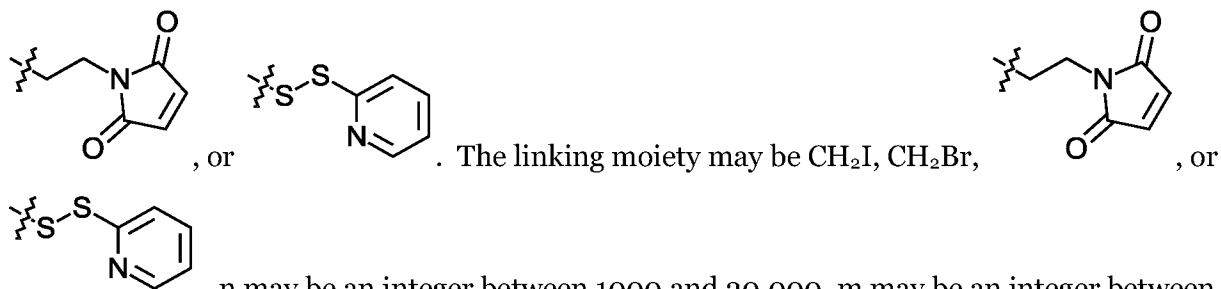 , or . The linking moiety may be CH₂I, CH₂Br, , or
n may be an integer between 1000 and 20,000. m may be an integer between